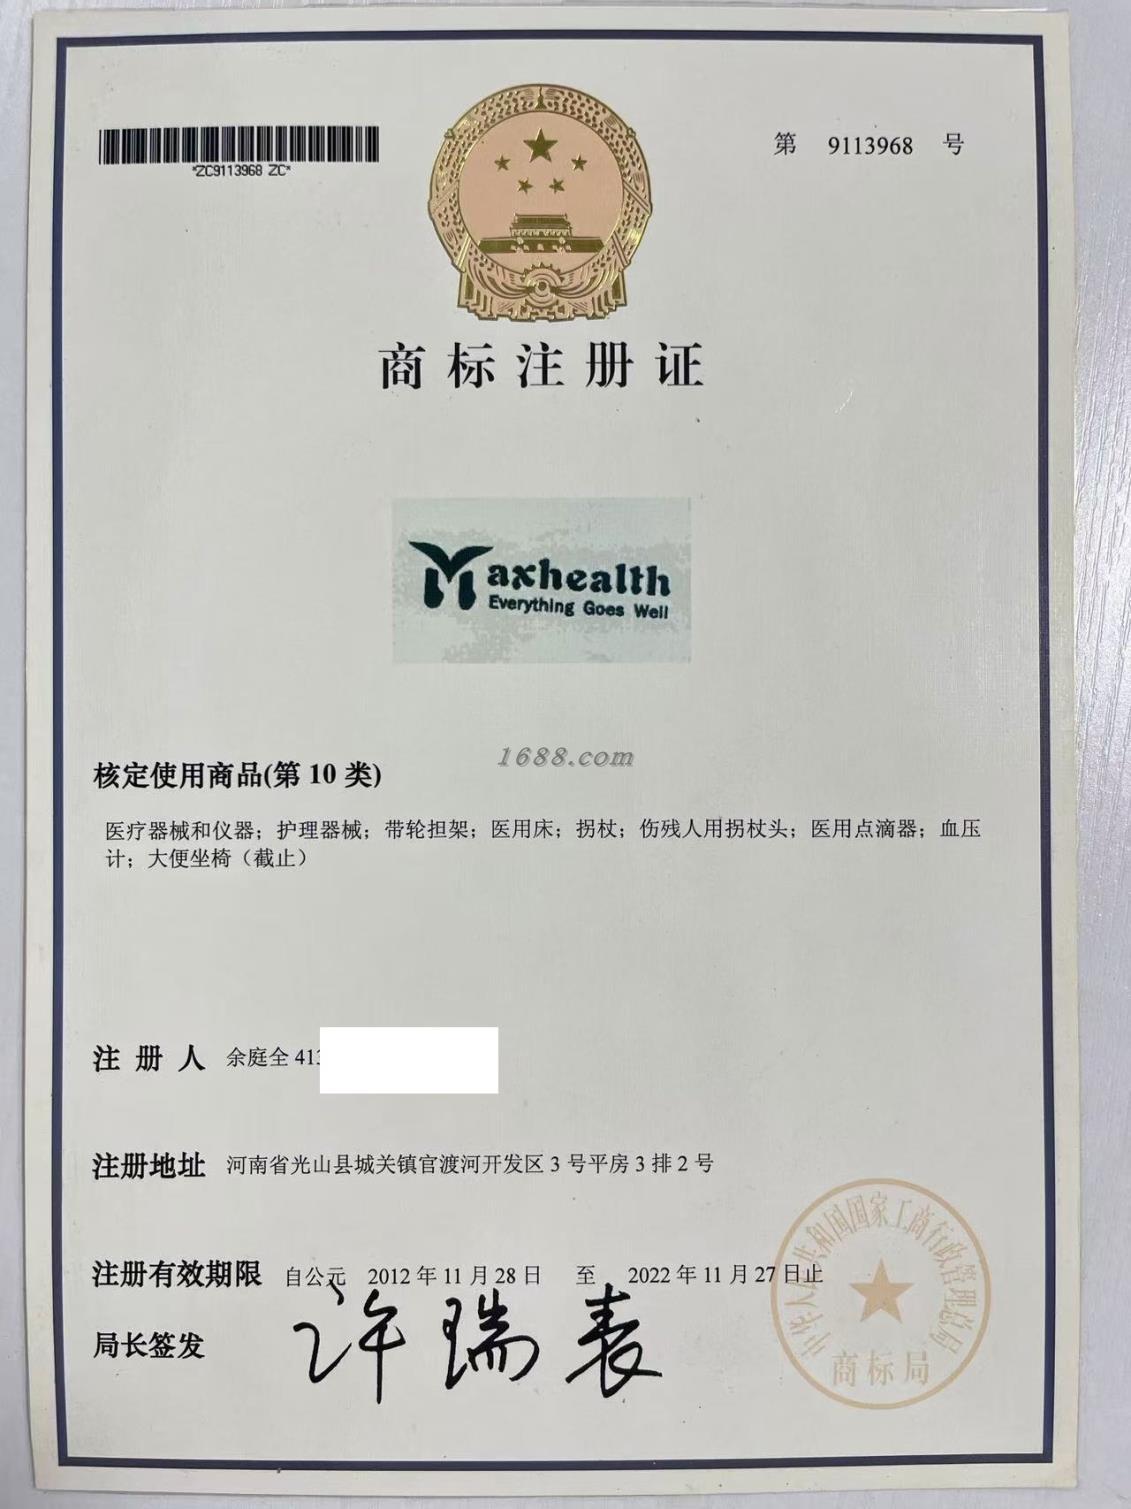 *ZC9113968 ZC*
第 9113968 号
商标注册证
Maxhealth
Everything Goes Well
1688.com
核定使用商品(第 10 类)
医疗器械和仪器；护理器械；带轮担架；医用床；拐杖；伤残人用拐杖头；医用点滴器；血压
计；大便坐椅（截止）
注 册 人 余庭全 413
注册地址 河南省光山县城关镇官渡河开发区 3 号平房 3 排 2 号
注册有效期限 自公元 2012 年 11 月 28 日 至 2022 年 11 月 27 日止
局长签发 许瑞表
中华人民共和国国家工商行政管理总局
商标局